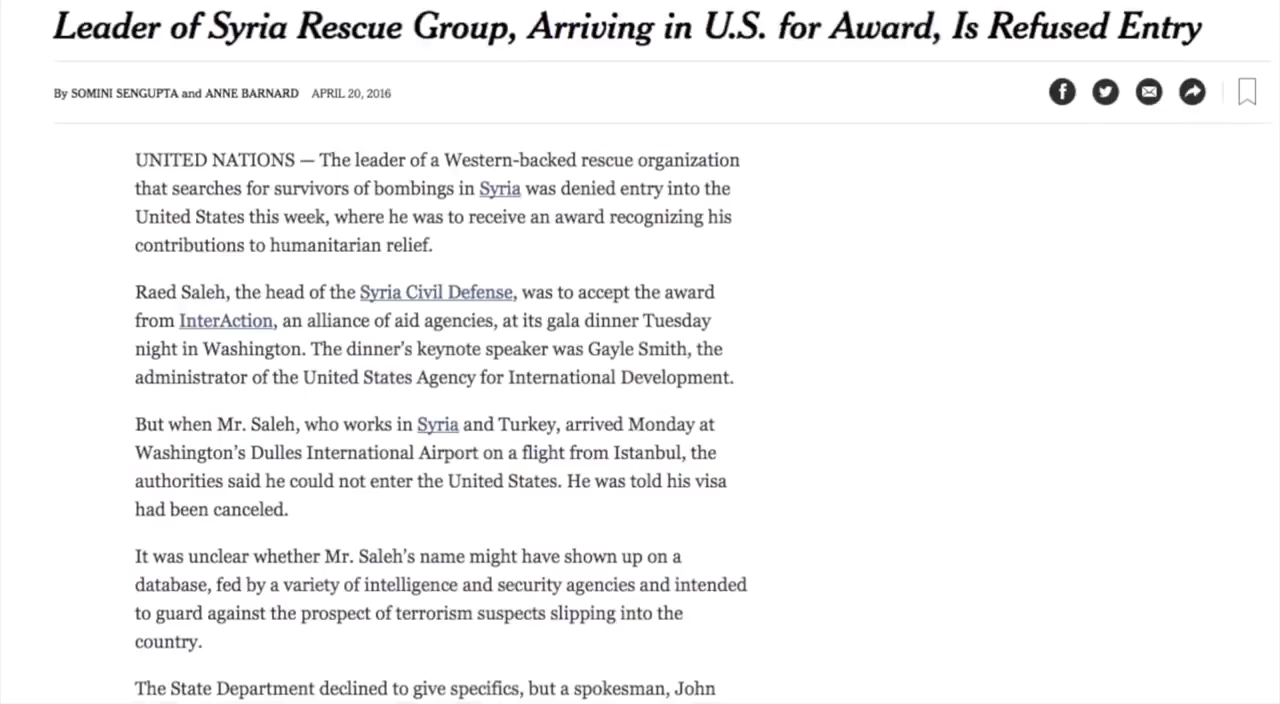 Leader of Syria Rescue Group, Arriving in U.S. for Award, Is Refused Entry
By SOMINI SENGUPTA and ANNE BARNARD APRIL 20, 2016
UNITED NATIONS — The leader of a Western-backed rescue organization
that searches for survivors of bombings in Syria was denied entry into the
United States this week, where he was to receive an award recognizing his
contributions to humanitarian relief.
Raed Saleh, the head of the Syria Civil Defense, was to accept the award
from InterAction, an alliance of aid agencies, at its gala dinner Tuesday
night in Washington. The dinner's keynote speaker was Gayle Smith, the
administrator of the United States Agency for International Development.
But when Mr. Saleh, who works in Syria and Turkey, arrived Monday at
Washington's Dulles International Airport on a flight from Istanbul, the
authorities said he could not enter the United States. He was told his visa
had been canceled.
It was unclear whether Mr. Saleh's name might have shown up on a
database, fed by a variety of intelligence and security agencies and intended
to guard against the prospect of terrorism suspects slipping into the
country.
The State Department declined to give specifics, but a spokesman, John